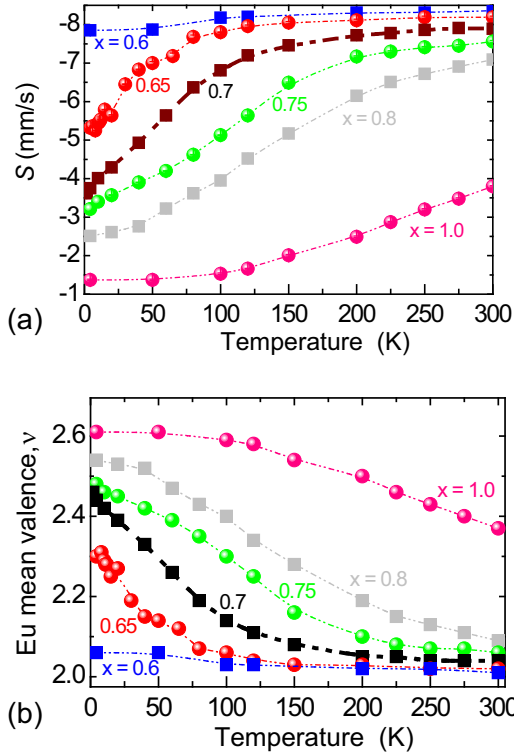 -8
-7
-6
-5
-4
-3
-2
-1
S (mm/s)
x = 0.6
0.65
0.7
0.75
x = 0.8
x = 1.0
0 50 100 150 200 250 300
(a)
Temperature (K)
2.6
2.4
2.2
2.0
Eu mean valence, ν
x = 1.0
x = 0.8
0.75
0.7
0.65
x = 0.6
0 50 100 150 200 250 300
(b)
Temperature (K)